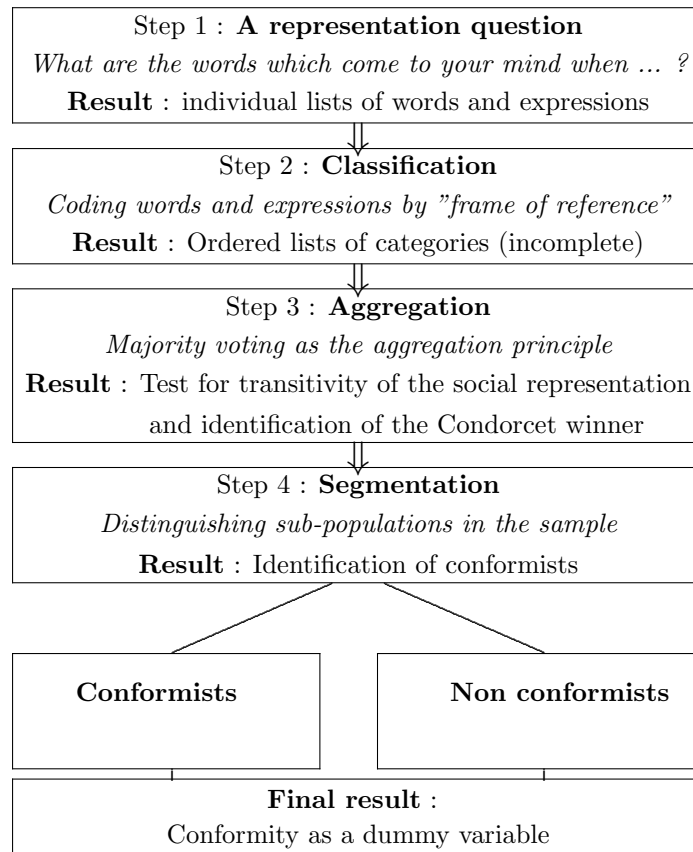 Step 1 : A representation question
What are the words which come to your mind when ... ?
Result : individual lists of words and expressions
Step 2 : Classification
Coding words and expressions by ”frame of reference”
Result : Ordered lists of categories (incomplete)
Step 3 : Aggregation
Majority voting as the aggregation principle
Result : Test for transitivity of the social representation
and identification of the Condorcet winner
Step 4 : Segmentation
Distinguishing sub-populations in the sample
Result : Identification of conformists
Conformists
Non conformists
Final result :
Conformity as a dummy variable